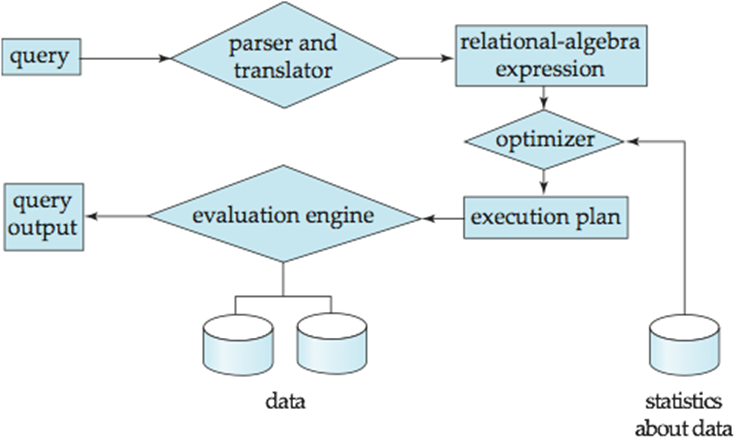 query
parser and
translator
relational-algebra
expression
optimizer
query
output
evaluation engine
execution plan
data
statistics
about data